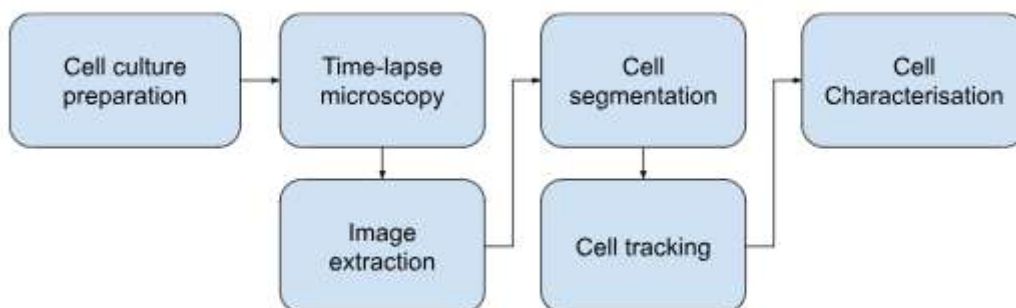 Cell culture
preparation
Time-lapse
microscopy
Image
extraction
Cell
segmentation
Cell tracking
Cell
Characterisation